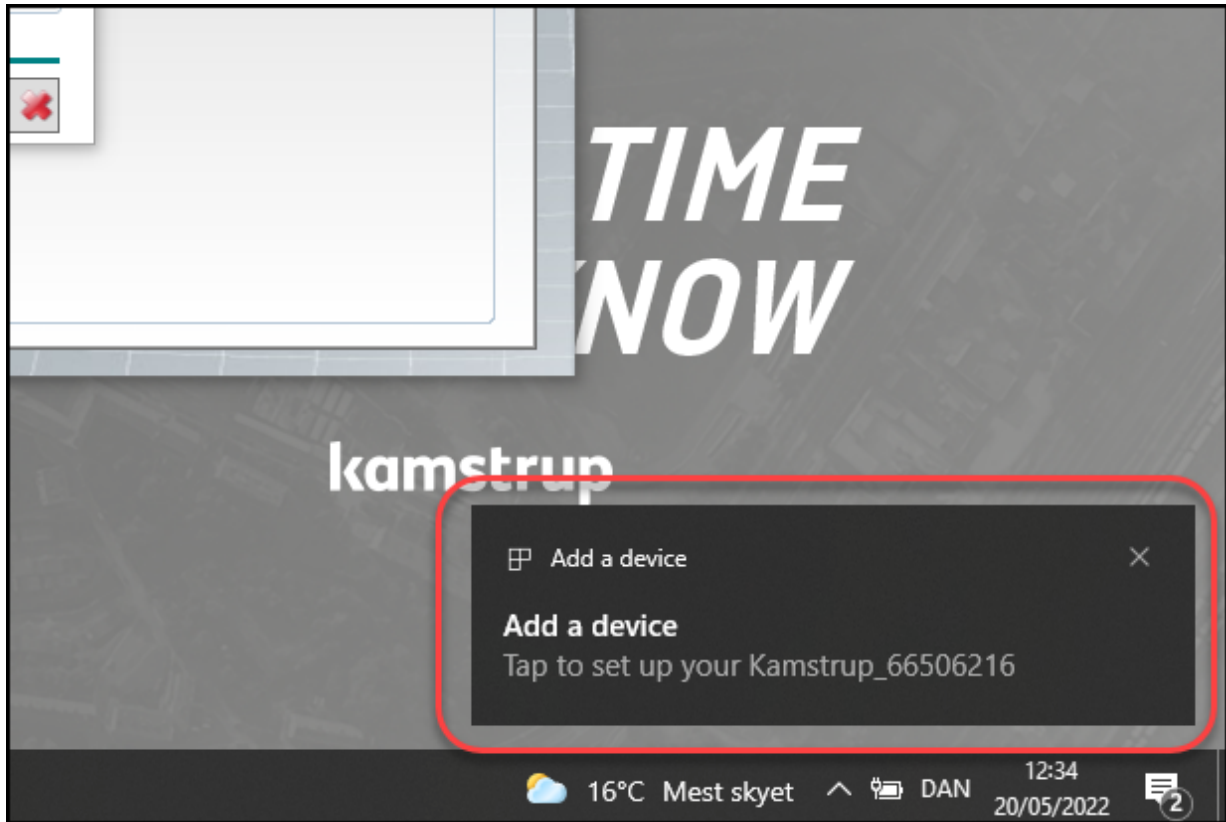 TIME
KNOW
kamstrup
Add a device
Add a device
Tap to set up your Kamstrup_66506216
16°C Mest skyet DAN
12:34
20/05/2022
2